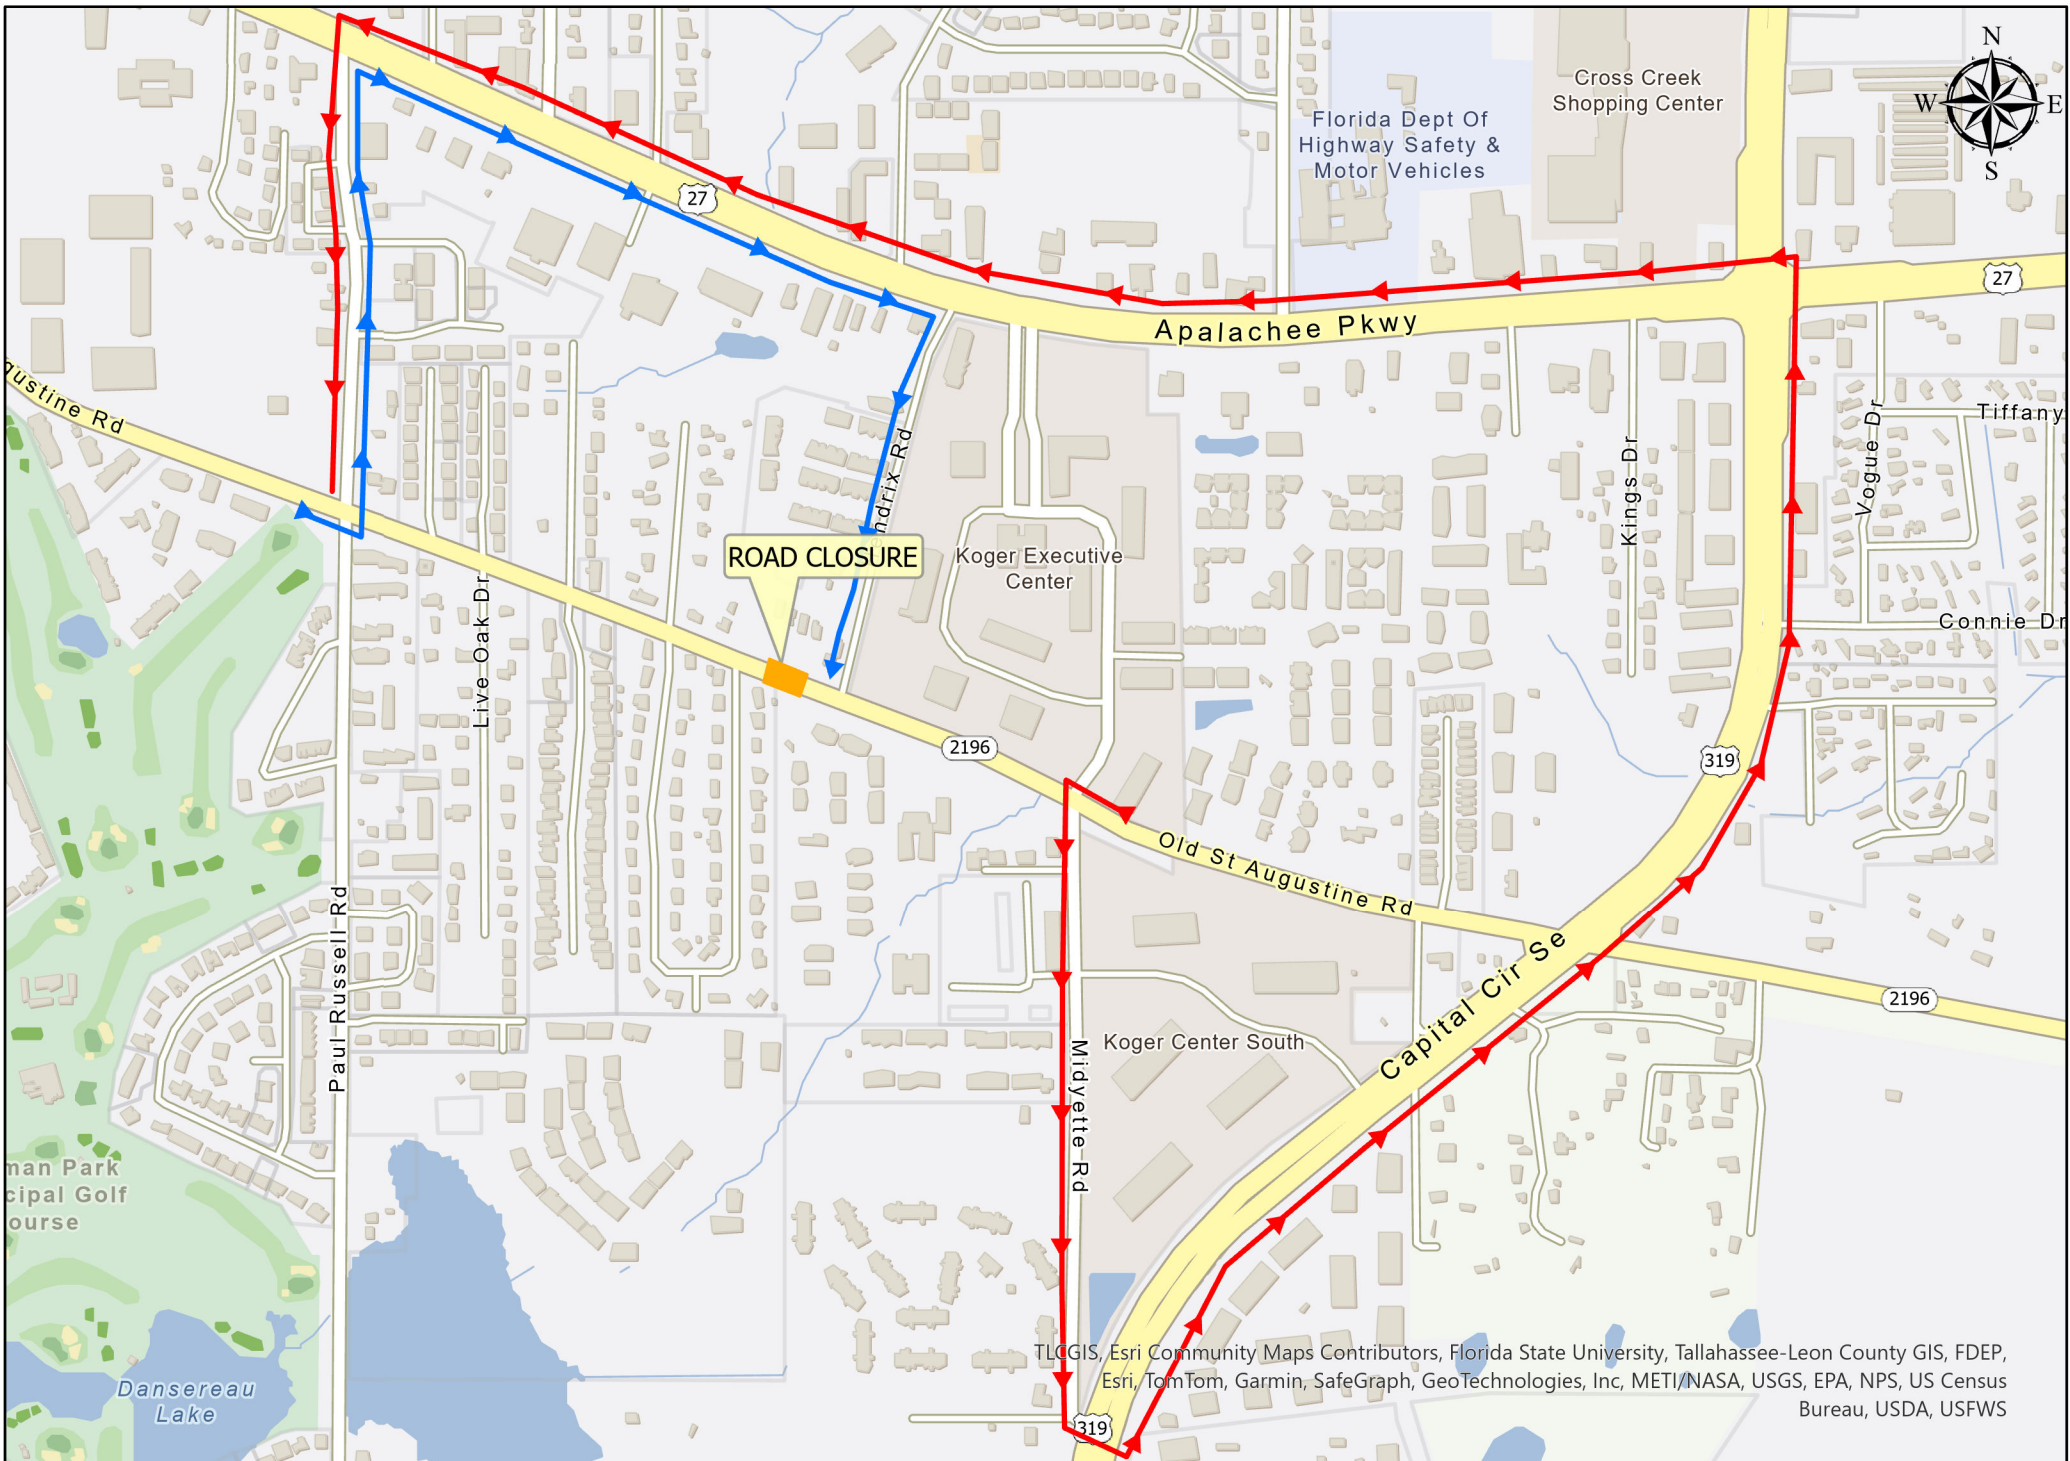 N
W E
S
Cross Creek
Shopping Center
Florida Dept Of
Highway Safety &
Motor Vehicles
27
27
Apalachee Pkwy
gustine Rd
Tiffany
Vogue Dr
Kings Dr
endrix Rd
ROAD CLOSURE
Koger Executive
Center
Connie Dr
Live Oak Dr
2196
319
Old St Augustine Rd
Capital Cir Se
Paul Russell Rd
2196
Koger Center South
Midyette Rd
man Park
cipal Golf
ourse
Dansereau
Lake
319
TLCGIS, Esri Community Maps Contributors, Florida State University, Tallahassee-Leon County GIS, FDEP,
Esri, TomTom, Garmin, SafeGraph, GeoTechnologies, Inc, METI/NASA, USGS, EPA, NPS, US Census
Bureau, USDA, USFWS